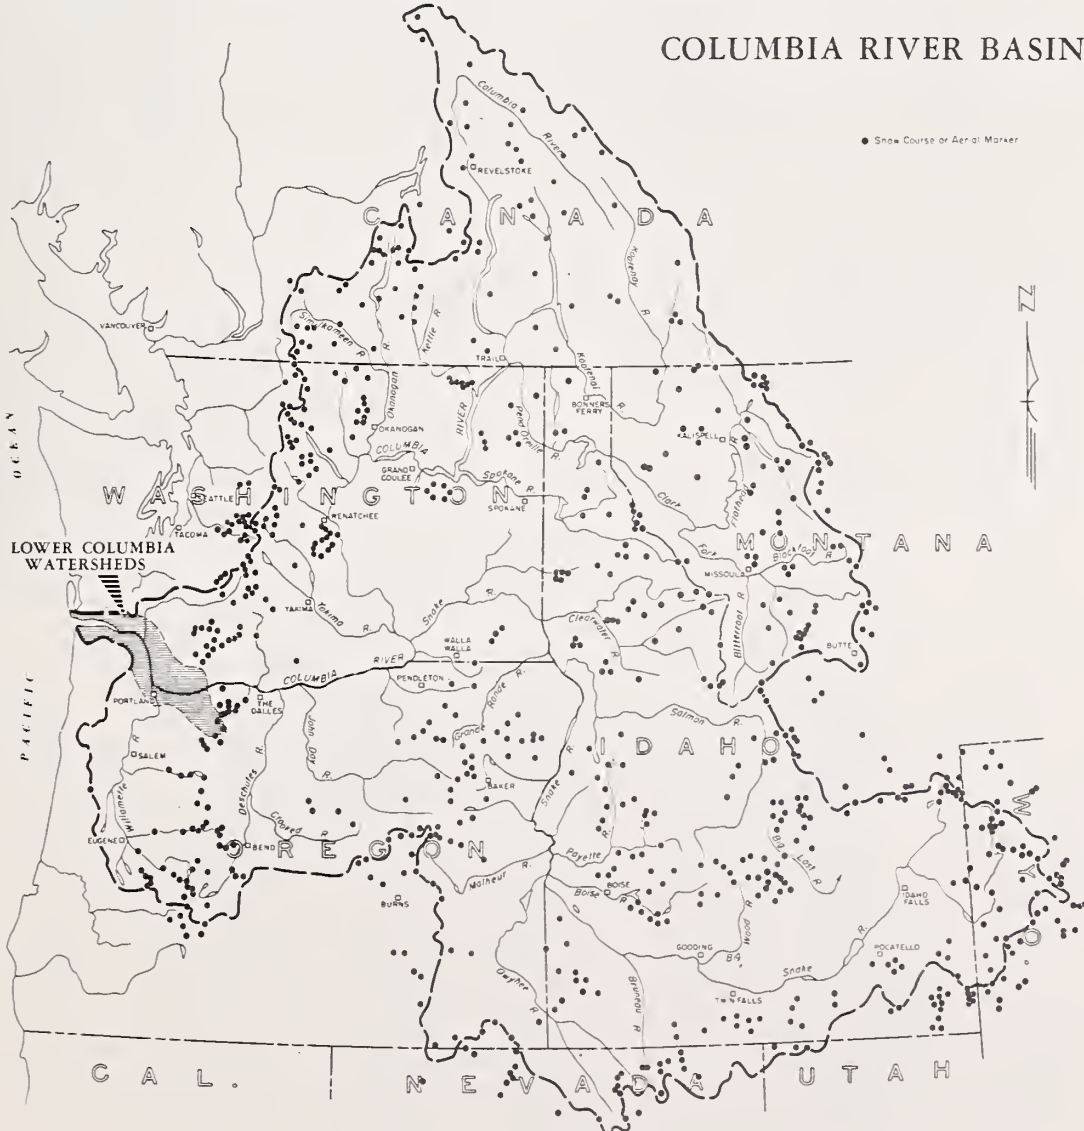 COLUMBIA RIVER BASIN
Snow Course or Aerial Marker
Columbia
River
REVELSTOKE
CANADA
Kootenay
R.
N
VANCOUVER
Similkameen R
Kettle R
R.
Okanogan
TRAIL
Kootenai
R.
BONNERS
FERRY
OCEAN
OKANOGAN
COLUMBIA
RIVER
Pend Oreille
R.
KALISPELL
Flathead R
GRAND
COULEE
Spokane
R.
SPOKANE
WASHINGTON
SEATTLE
WENATCHEE
TACOMA
Clark
Fork
MONTANA
Blackfoot R
MISSOULA
LOWER COLUMBIA
WATERSHEDS
YAKIMA
Yakima
R.
Snake
R.
Clearwater
R.
Bitterroot R
BUTTE
WALLA
WALLA
COLUMBIA
RIVER
PENDLETON
PACIFIC
PORTLAND
THE
DALLES
John Day
R.
Grande
Ronde
R.
Salmon
R.
IDAHO
SALEM
Willamette
R
Deschutes
R.
BAKER
Snake
R.
WYO.
EUGENE
BEND
Crooked
R.
OREGON
Payette
R.
Big
Lost R
Malheur
R.
BURNS
Boise
R
BOISE
IDAHO
FALLS
GOODING
Big
Wood R
POCATELLO
Snake
R.
Owyhee
R.
Bruneau R
TWIN FALLS
CAL.
NEVADA
UTAH